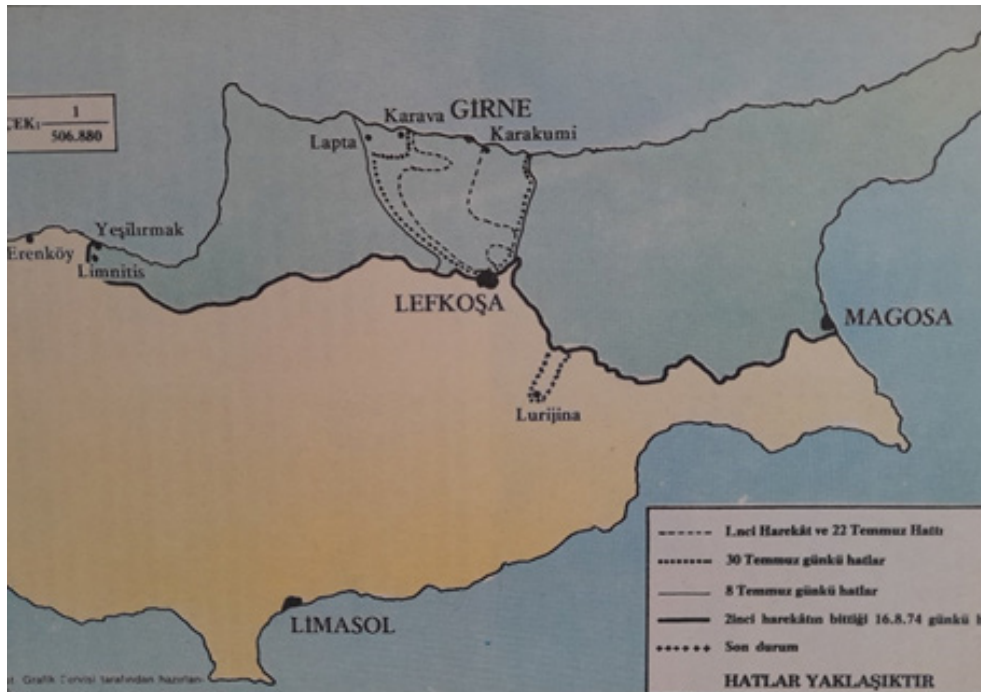 ÇEK: 1
506.880
Karava GİRNE
Lapta
Karakumi
Yeşilırmak
Erenköy
Limnitis
LEFKOŞA
MAGOSA
Lurijina
LİMASOL
1.nci Harekât ve 22 Temmuz Hattı
30 Temmuz günkü hatlar
8 Temmuz günkü hatlar
2inci harekâtın bittiği 16.8.74 günkü
Son durum
HATLAR YAKLAŞIKTIR
Grafik Servisi tarafından hazırlan